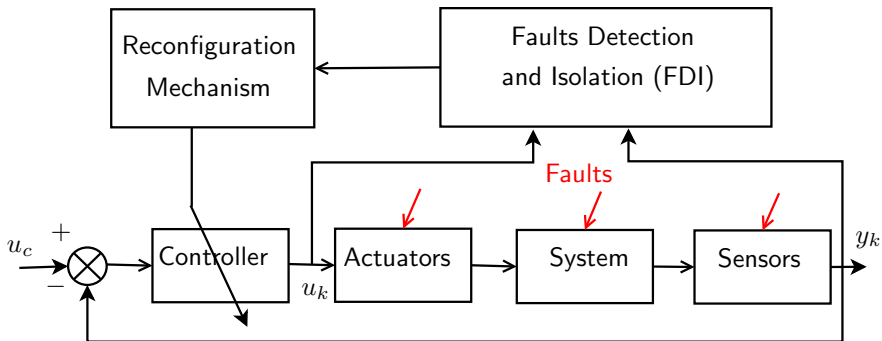 Reconfiguration
Mechanism
Faults Detection
and Isolation (FDI)
Faults
u_c
+
−
Controller
u_k
Actuators
System
Sensors
y_k